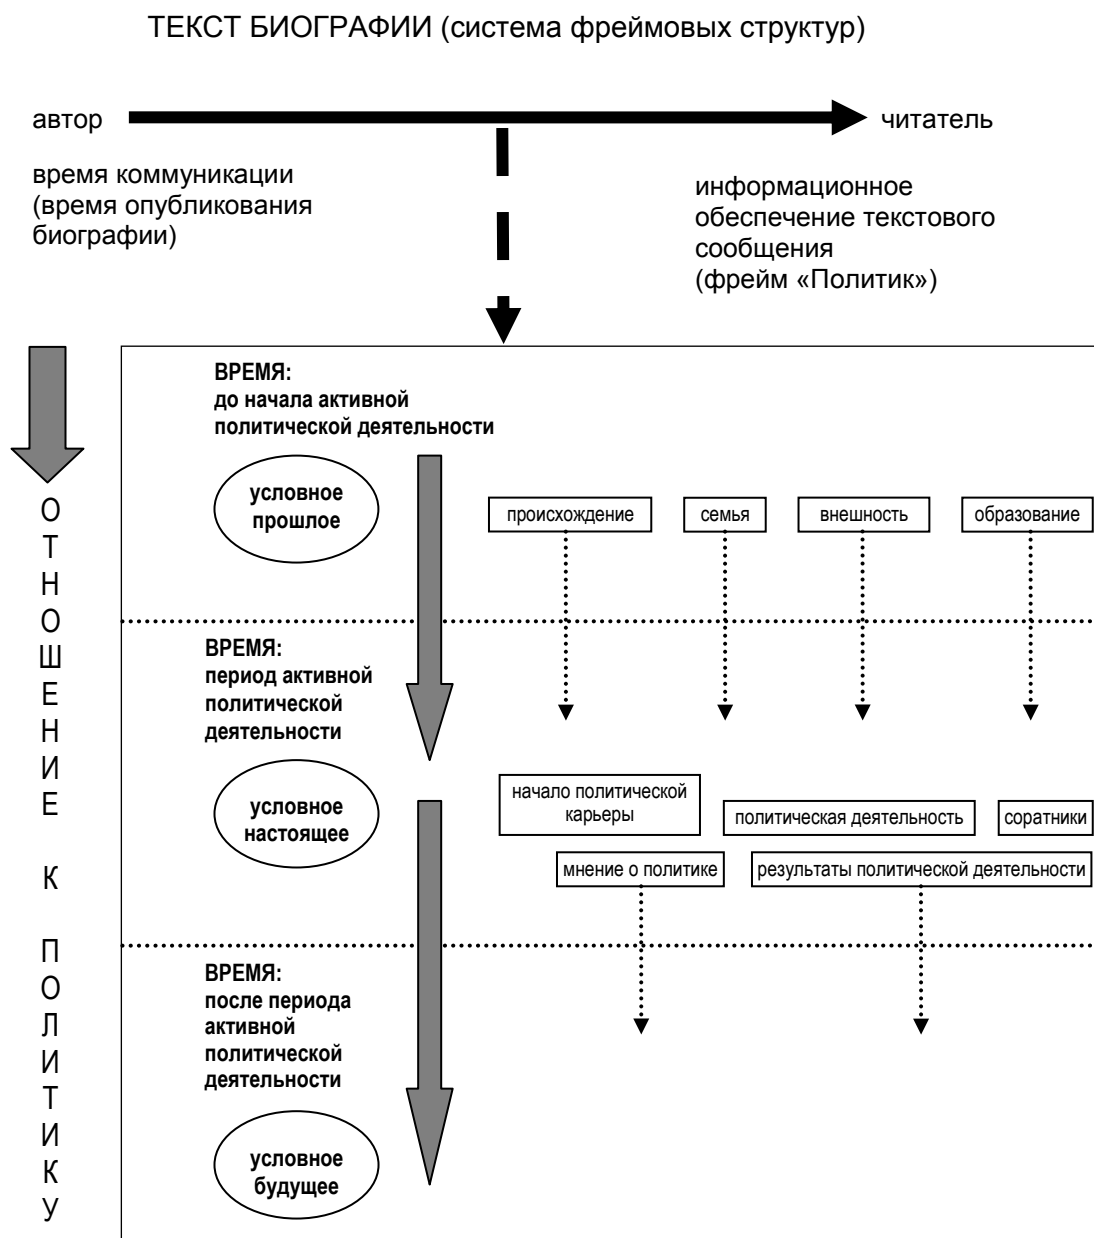 ТЕКСТ БИОГРАФИИ (система фреймовых структур)
автор
читатель
время коммуникации
(время опубликования
биографии)
информационное
обеспечение текстового
сообщения
(фрейм «Политик»)
ОТНОШЕНИЕ К ПОЛИТИКУ
ВРЕМЯ:
до начала активной
политической деятельности
условное
прошлое
происхождение
семья
внешность
образование
ВРЕМЯ:
период активной
политической
деятельности
условное
настоящее
начало политической
карьеры
политическая деятельность
соратники
мнение о политике
результаты политической деятельности
ВРЕМЯ:
после периода
активной
политической
деятельности
условное
будущее